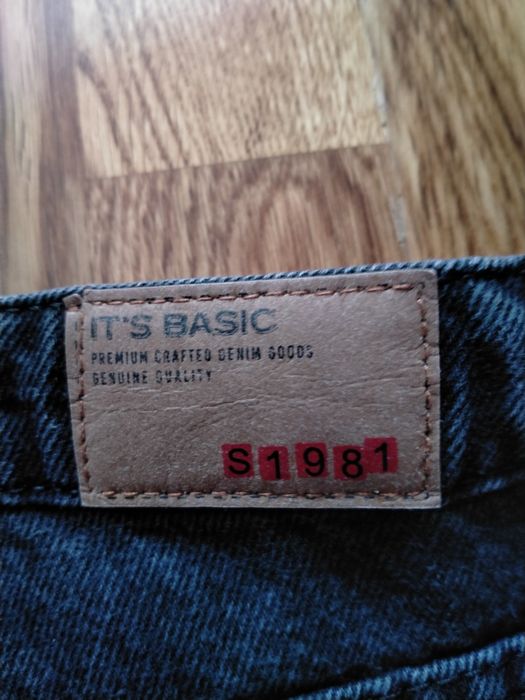 IT'S BASIC
PREMIUM CRAFTED DENIM GOODS
GENUINE QUALITY
S1981